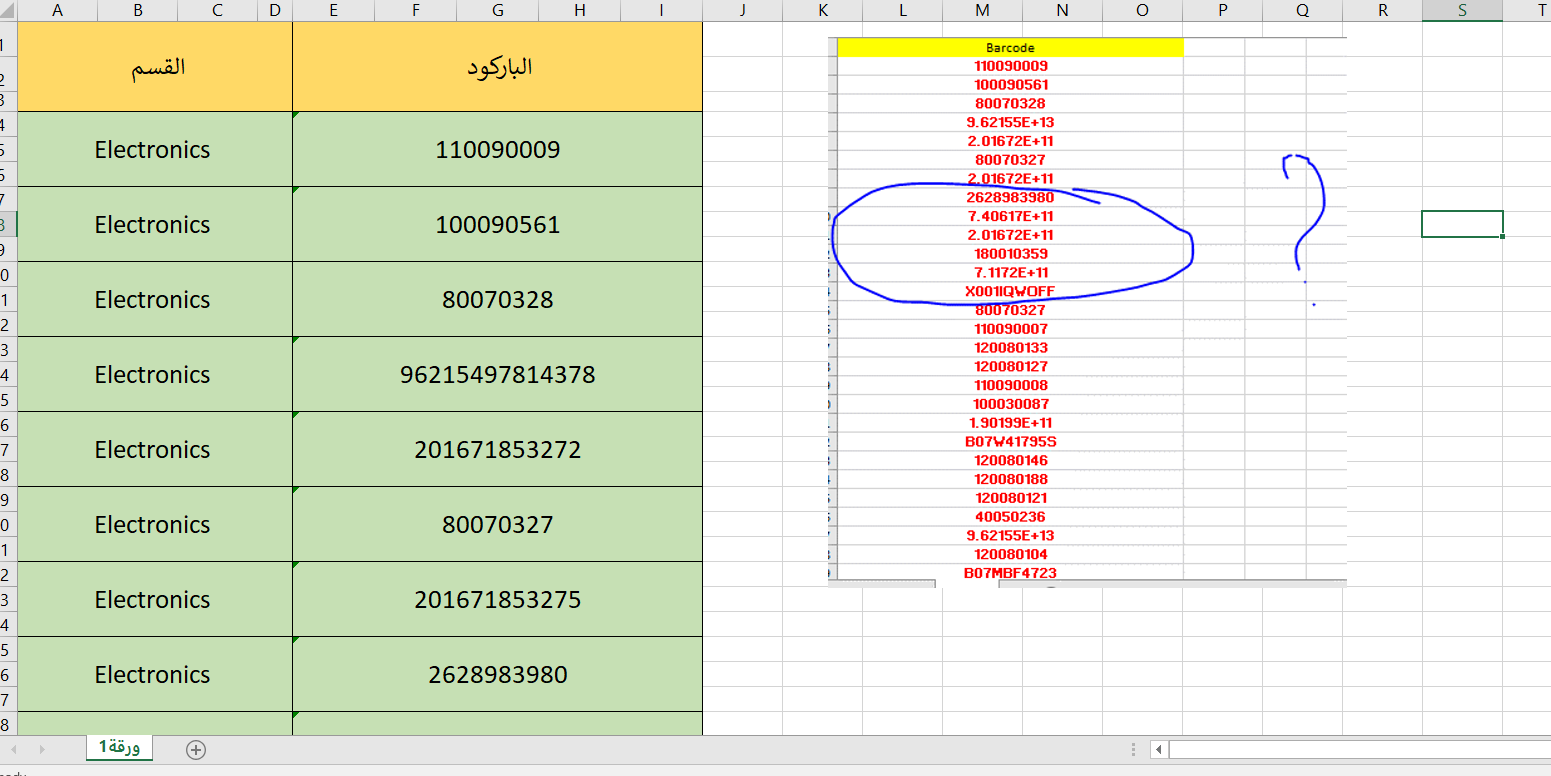 A B C D E F G H I J K L M N O P Q R S T
القسم الباركود
Electronics 110090009
Electronics 100090561
Electronics 80070328
Electronics 96215497814378
Electronics 201671853272
Electronics 80070327
Electronics 201671853275
Electronics 2628983980
Barcode
110090009
100090561
80070328
9.62155E+13
2.01672E+11
80070327
2.01672E+11
2628983980
7.40617E+11
2.01672E+11
180010359
7.1172E+11
X001IQWOFF
80070327
110090007
120080133
120080127
110090008
100030087
1.90199E+11
B07W41795S
120080146
120080188
120080121
40050236
9.62155E+13
120080104
B07MBF4723
?
ورقة1